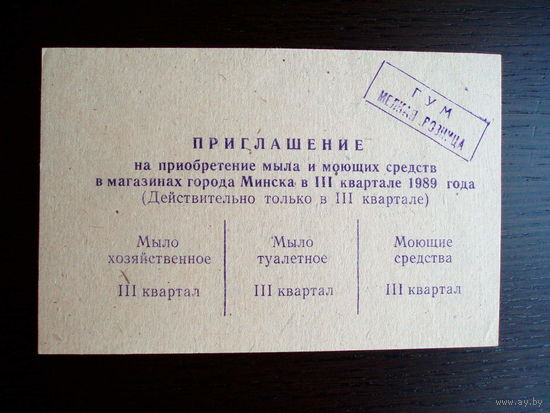 ГУМ
МЕЛКАЯ РОЗНИЦА
ПРИГЛАШЕНИЕ
на приобретение мыла и моющих средств
в магазинах города Минска в III квартале 1989 года
(Действительно только в III квартале)
Мыло хозяйственное
III квартал
Мыло туалетное
III квартал
Моющие средства
III квартал
www.ay.by